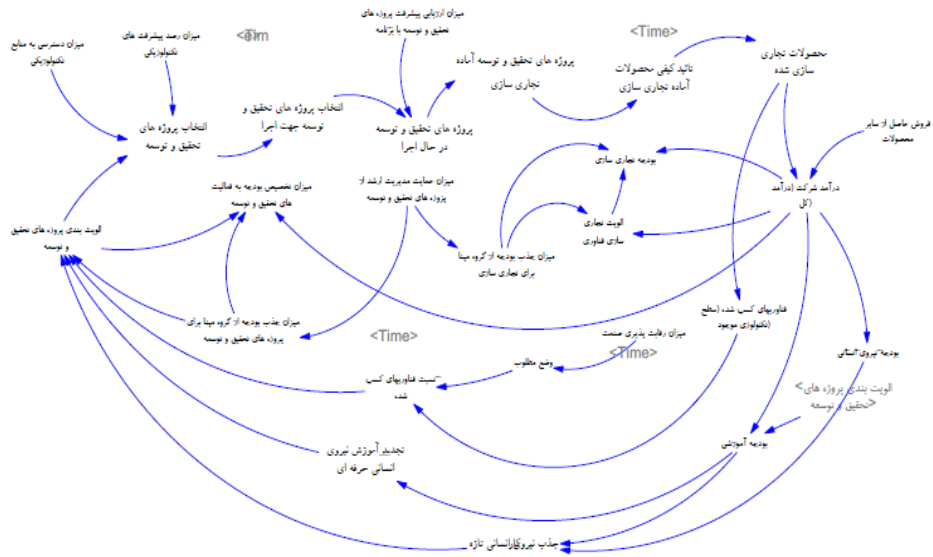 میزان دسترسی به منابع
تکنولوژیکی
میزان رصد پیشرفت های
تکنولوژیکی
میزان ارزیابی پیشرفت پروژه های
تحقیق و توسعه با برنامه
<Time>
پروژه های تحقیق و توسعه آماده
تجاری سازی
تائید کیفی محصولات
آماده تجاری سازی
محصولات تجاری
سازی شده
فروش حاصل از سایر
محصولات
انتخاب پروژه های
تحقیق و توسعه
انتخاب پروژه های تحقیق و
توسعه جهت اجرا
پروژه های تحقیق و توسعه
در حال اجرا
بودجه تجاری سازی
درآمد شرکت (درآمد
(کل
میزان تخصیص بودجه به فعالیت
های تحقیق و توسعه
میزان حمایت مدیریت ارشد از
پروژه های تحقیق و توسعه
الویت تجاری
سازی فناوری
الویت بندی پروژه های تحقیق
و توسعه
میزان جذب بودجه از گروه مپنا
برای تجاری سازی
میزان جذب بودجه از گروه مپنا برای
پروژه های تحقیق و توسعه
<Time>
میزان رقابت پذیری صنعت
<Time>
فناوریهای کسب شده (سطح
(تکنولوژی موجود
وضع مطلوب
نسبت فناوریهای کسب
شده
بودجه نیروی انسانی
<الویت بندی پروژه های
تحقیق و توسعه>
بودجه آموزشی
تجدید آموزش نیروی
انسانی حرفه ای
جذب نیروی انسانی تازه